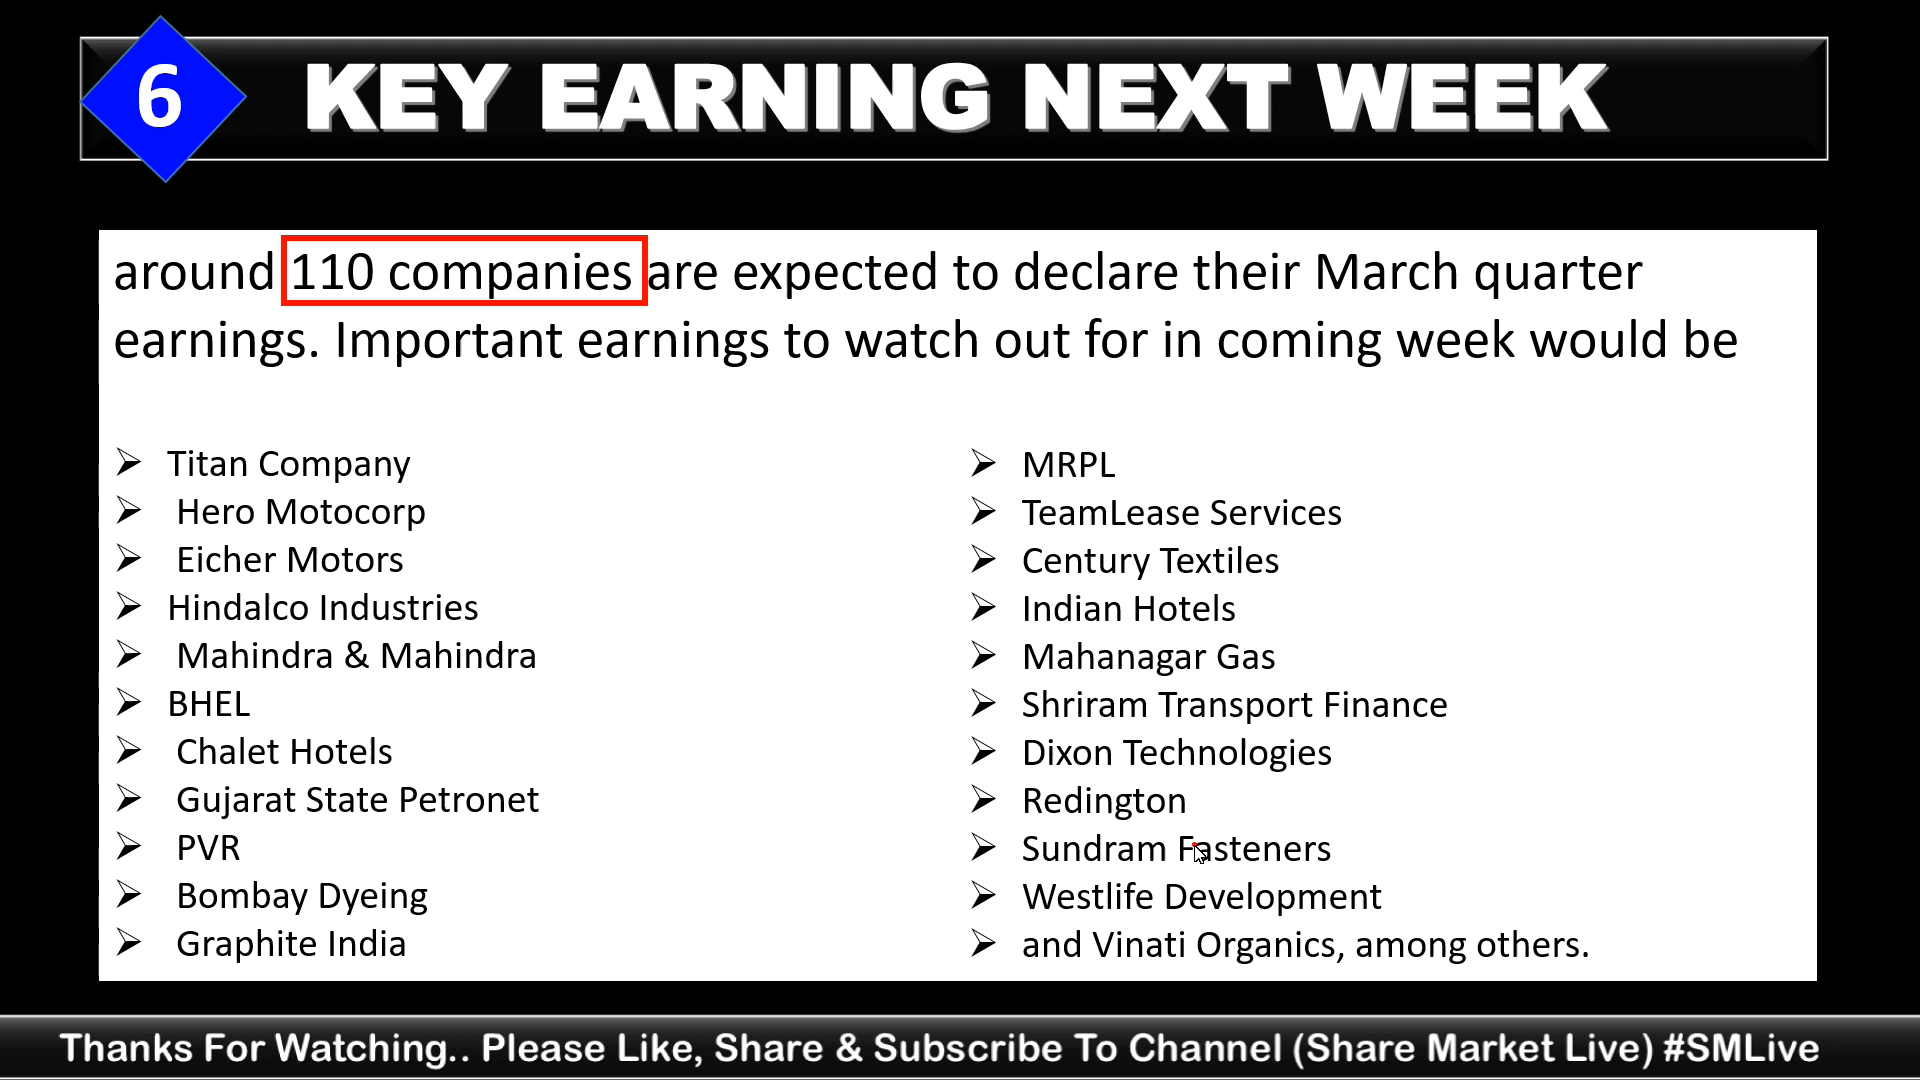 6
KEY EARNING NEXT WEEK
around 110 companies are expected to declare their March quarter
earnings. Important earnings to watch out for in coming week would be
➢ Titan Company
➢ Hero Motocorp
➢ Eicher Motors
➢ Hindalco Industries
➢ Mahindra & Mahindra
➢ BHEL
➢ Chalet Hotels
➢ Gujarat State Petronet
➢ PVR
➢ Bombay Dyeing
➢ Graphite India
➢ MRPL
➢ TeamLease Services
➢ Century Textiles
➢ Indian Hotels
➢ Mahanagar Gas
➢ Shriram Transport Finance
➢ Dixon Technologies
➢ Redington
➢ Sundram Fasteners
➢ Westlife Development
➢ and Vinati Organics, among others.
Thanks For Watching.. Please Like, Share & Subscribe To Channel (Share Market Live) #SMLive